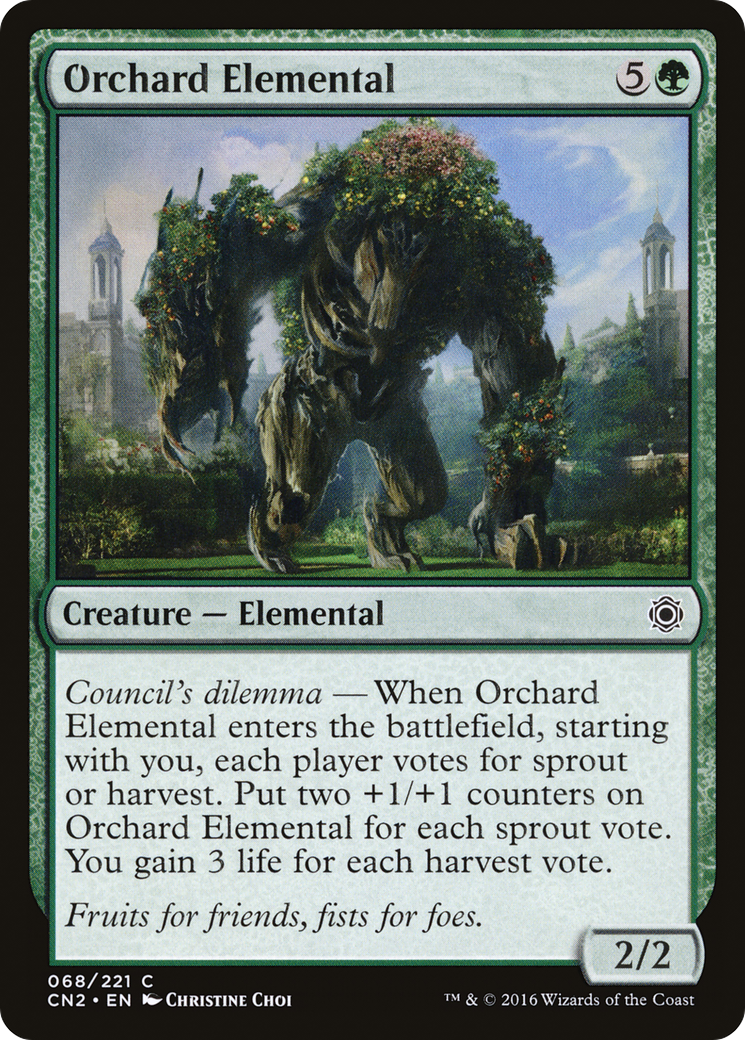 Orchard Elemental 5
Creature — Elemental
Council's dilemma — When Orchard
Elemental enters the battlefield, starting
with you, each player votes for sprout
or harvest. Put two +1/+1 counters on
Orchard Elemental for each sprout vote.
You gain 3 life for each harvest vote.
Fruits for friends, fists for foes.
2/2
068/221 C
CN2 • EN Christine Choi
™ & © 2016 Wizards of the Coast